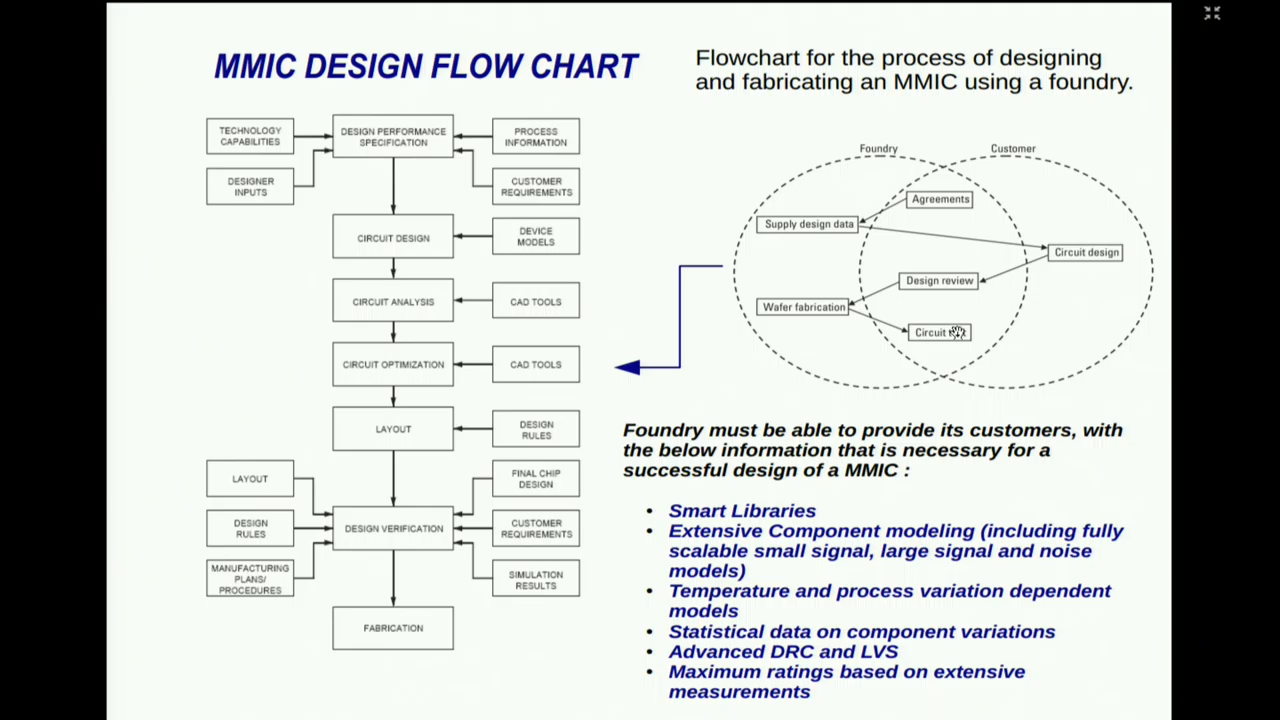 MMIC DESIGN FLOW CHART
Flowchart for the process of designing
and fabricating an MMIC using a foundry.
TECHNOLOGY
CAPABILITIES
DESIGN PERFORMANCE
SPECIFICATION
PROCESS
INFORMATION
DESIGNER
INPUTS
CUSTOMER
REQUIREMENTS
CIRCUIT DESIGN
DEVICE
MODELS
CIRCUIT ANALYSIS
CAD TOOLS
CIRCUIT OPTIMIZATION
CAD TOOLS
LAYOUT
DESIGN
RULES
LAYOUT
FINAL CHIP
DESIGN
DESIGN
RULES
DESIGN VERIFICATION
CUSTOMER
REQUIREMENTS
MANUFACTURING
PLANS/
PROCEDURES
SIMULATION
RESULTS
FABRICATION
Foundry
Customer
Agreements
Supply design data
Circuit design
Design review
Wafer fabrication
Circuit
Foundry must be able to provide its customers, with
the below information that is necessary for a
successful design of a MMIC :
• Smart Libraries
• Extensive Component modeling (including fully
scalable small signal, large signal and noise
models)
• Temperature and process variation dependent
models
• Statistical data on component variations
• Advanced DRC and LVS
• Maximum ratings based on extensive
measurements